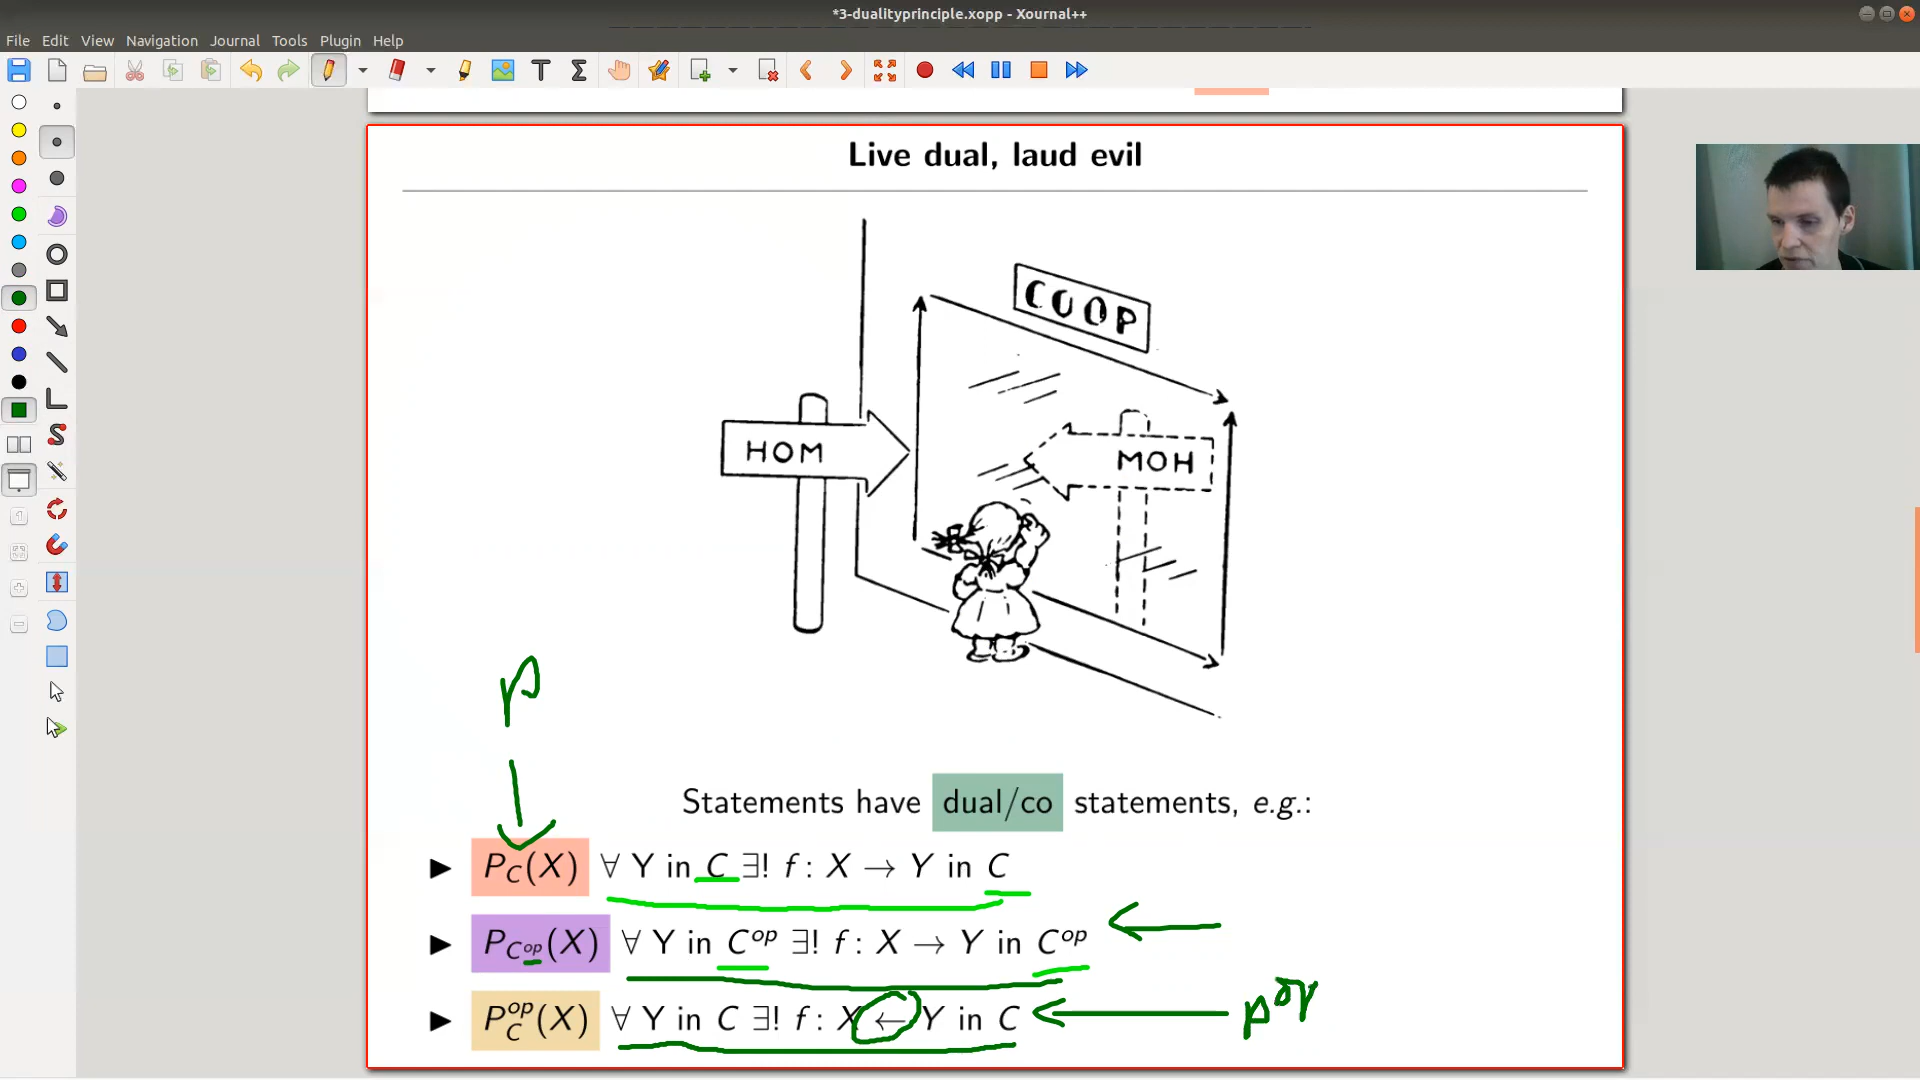 *3-dualityprinciple.xopp - Xournal++
File Edit View Navigation Journal Tools Plugin Help
Live dual, laud evil
COOP
HOM
MOH
P
Statements have dual/co statements, e.g.:
▶ P_C(X) ∀ Y in C ∃! f : X → Y in C
▶ P_{C^{op}}(X) ∀ Y in C^{op} ∃! f : X → Y in C^{op}
▶ P_C^{op}(X) ∀ Y in C ∃! f : X ← Y in C
P^{op}